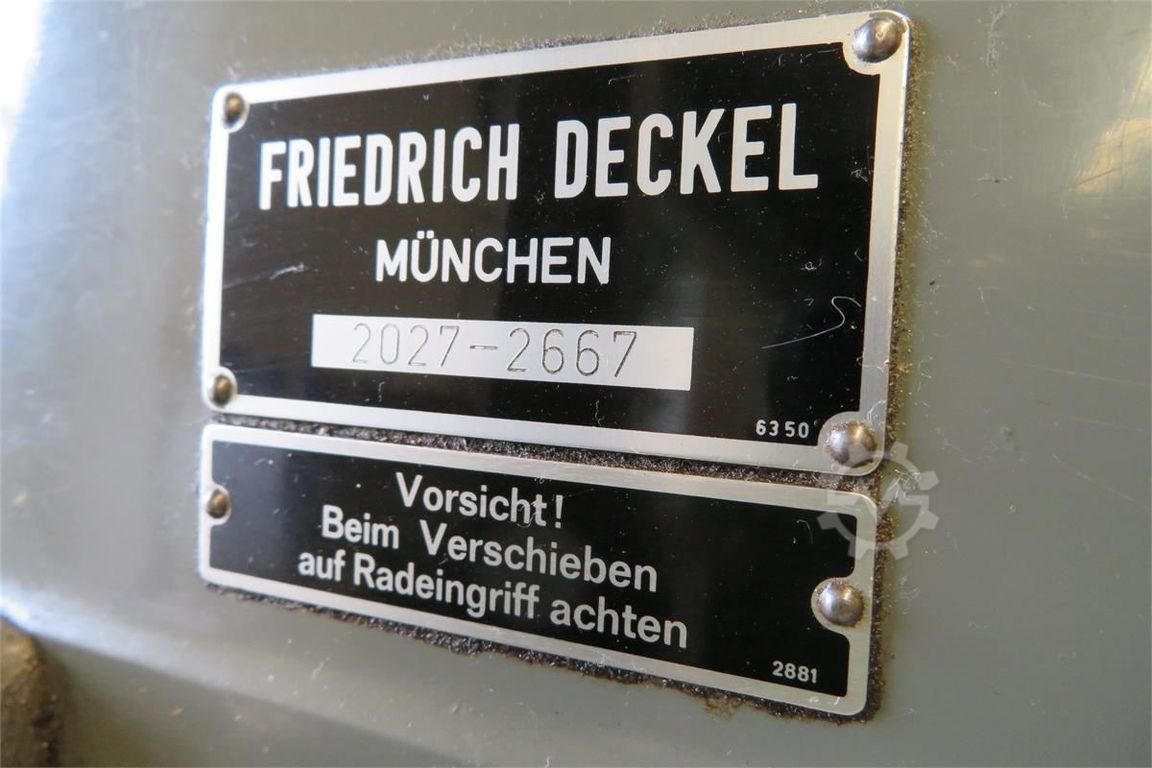 FRIEDRICH DECKEL
MÜNCHEN
2027-2667
6350
Vorsicht!
Beim Verschieben
auf Radeingriff achten
2881